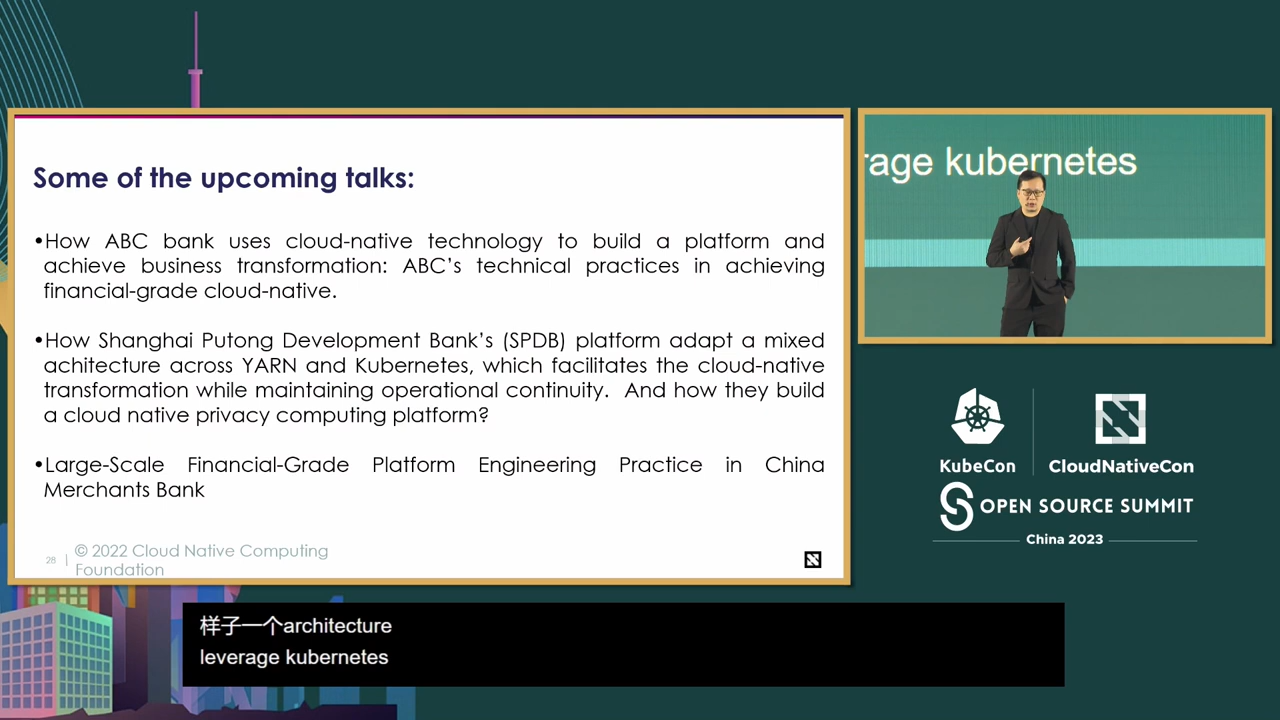 Some of the upcoming talks:
•How ABC bank uses cloud-native technology to build a platform and
achieve business transformation: ABC's technical practices in achieving
financial-grade cloud-native.
•How Shanghai Putong Development Bank's (SPDB) platform adapt a mixed
achitecture across YARN and Kubernetes, which facilitates the cloud-native
transformation while maintaining operational continuity. And how they build
a cloud native privacy computing platform?
•Large-Scale Financial-Grade Platform Engineering Practice in China
Merchants Bank
28 | © 2022 Cloud Native Computing
Foundation
rage kubernetes
KubeCon
CloudNativeCon
OPEN SOURCE SUMMIT
China 2023
样子一个architecture
leverage kubernetes